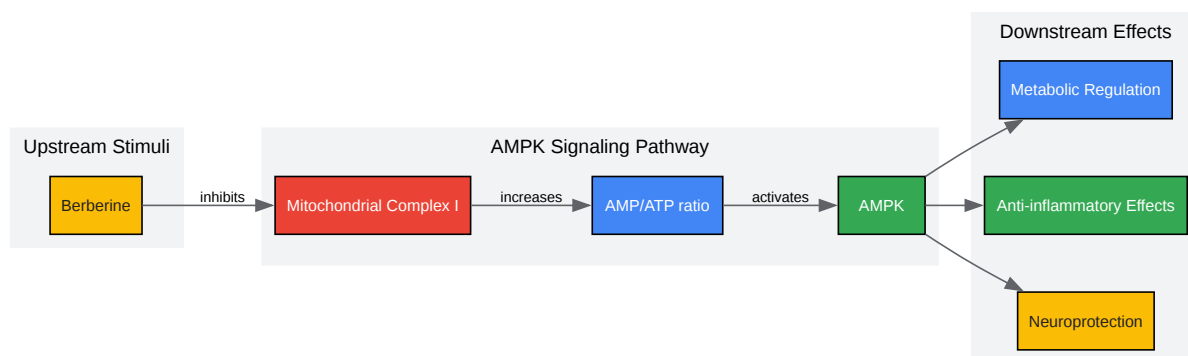 Upstream Stimuli
Berberine
inhibits
AMPK Signaling Pathway
Mitochondrial Complex I
increases
AMP/ATP ratio
activates
AMPK
Downstream Effects
Metabolic Regulation
Anti-inflammatory Effects
Neuroprotection